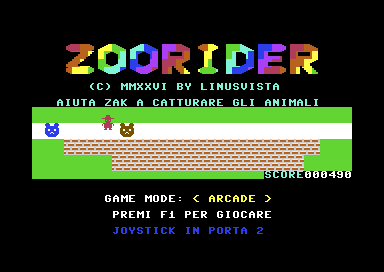 ZOORIDER
(C) MMXXVI BY LINUSVISTA
AIUTA ZAK A CATTURARE GLI ANIMALI
SCORE000490
GAME MODE: < ARCADE >
PREMI F1 PER GIOCARE
JOYSTICK IN PORTA 2